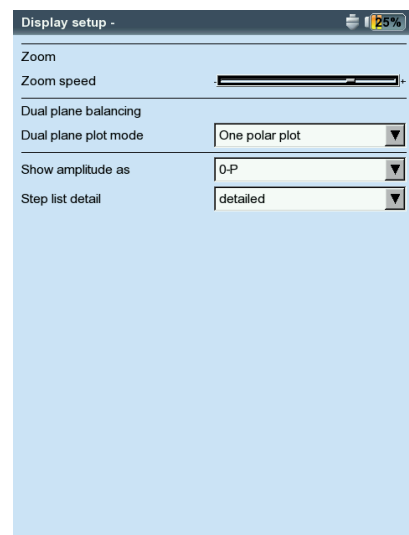 Display setup -
25%
Zoom
Zoom speed - +
Dual plane balancing
Dual plane plot mode One polar plot
Show amplitude as 0-P
Step list detail detailed